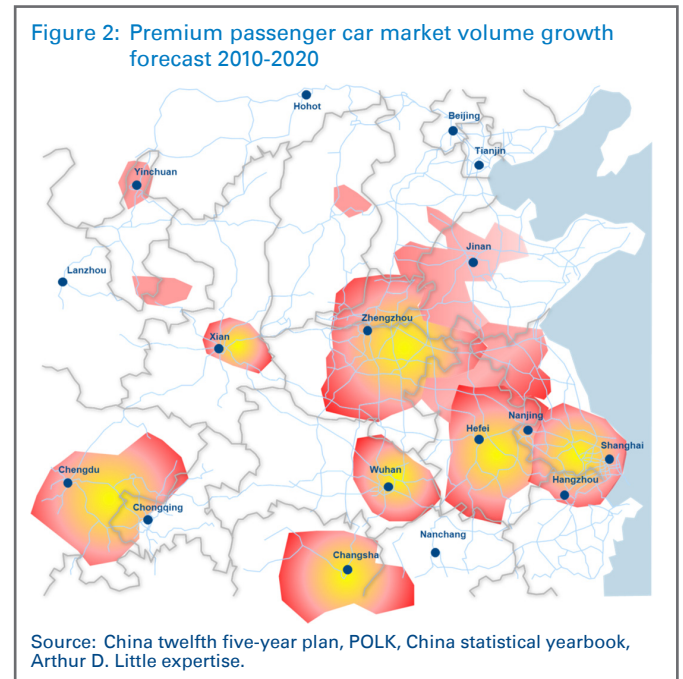 Figure 2: Premium passenger car market volume growth
forecast 2010-2020
Hohot
Beijing
Tianjin
Yinchuan
Jinan
Lanzhou
Zhengzhou
Xian
Nanjing
Hefei
Shanghai
Chengdu
Wuhan
Hangzhou
Chongqing
Nanchang
Changsha
Source: China twelfth five-year plan, POLK, China statistical yearbook,
Arthur D. Little expertise.